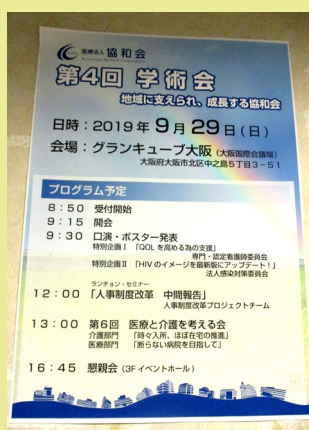 医療法人 協和会
第4回 学術会
地域に支えられ、成長する協和会
日時：2019年9月29日(日)
会場：グランキューブ大阪(大阪国際会議場)
大阪府大阪市北区中之島5丁目3−51
プログラム予定
8：50 受付開始
9：15 開会
9：30 口演・ポスター発表
特別企画Ⅰ「QOLを高める為の支援」
専門・認定看護師委員会
特別企画Ⅱ「HIVのイメージを最新版にアップデート！」
法人感染対策委員会
ランチョン・セミナー
12：00「人事制度改革 中間報告」
人事制度改革プロジェクトチーム
13：00 第6回 医療と介護を考える会
介護部門 「時々入所、ほぼ在宅の推進」
医療部門 「断らない病院を目指して」
16：45 懇親会(3Fイベントホール)